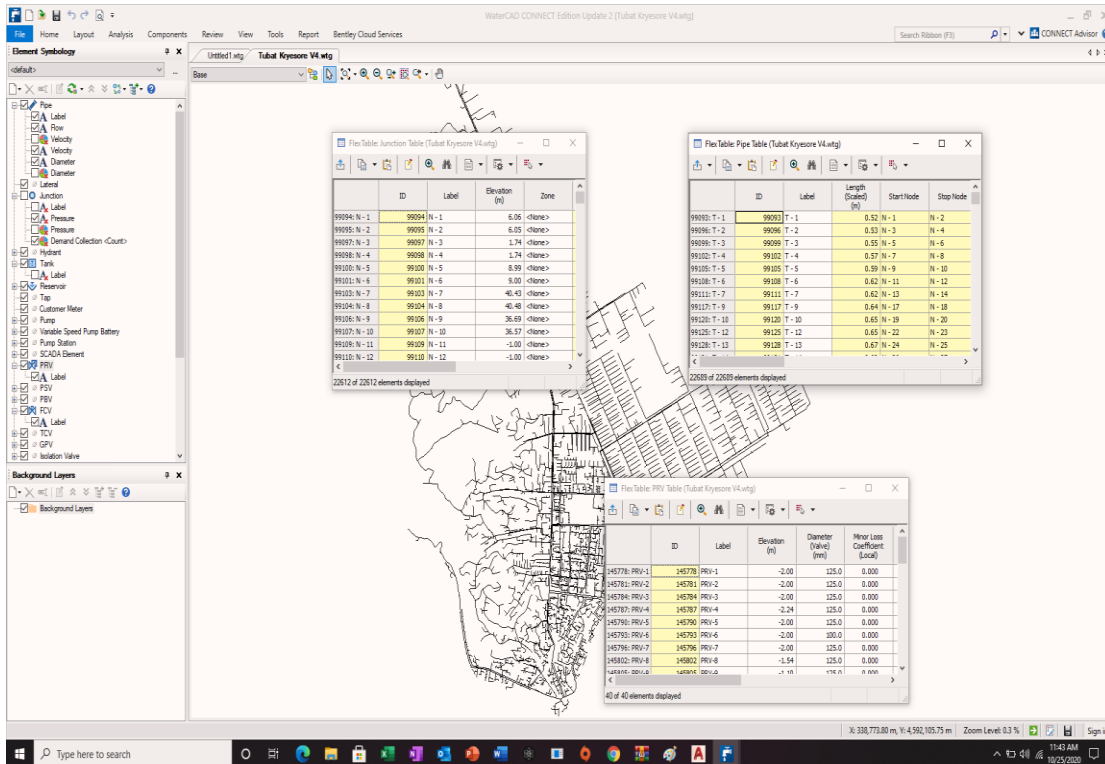 WaterCAD CONNECT Edition Update 2 [Tubat Kryesore V4.wtg]
File Home Layout Analysis Components Review View Tools Report Bentley Cloud Services Search Ribbon (F3) CONNECT Advisor
Element Symbology
<default>
Untitled1.wtg Tubat Kryesore V4.wtg
Base
Pipe
Label
Flow
Velocity
Velocity
Diameter
Diameter
Lateral
Junction
Label
Pressure
Pressure
Demand Collection <Count>
Hydrant
Tank
Label
Reservoir
Tap
Customer Meter
Pump
Variable Speed Pump Battery
Pump Station
SCADA Element
PRV
Label
PSV
PBV
FCV
Label
TCV
GPV
Isolation Valve
Background Layers
Background Layers
FlexTable: Junction Table (Tubat Kryesore V4.wtg)
ID Label Elevation (m) Zone
99094: N - 1 99094 N - 1 6.06 <None>
99095: N - 2 99095 N - 2 6.05 <None>
99097: N - 3 99097 N - 3 1.74 <None>
99098: N - 4 99098 N - 4 1.74 <None>
99100: N - 5 99100 N - 5 8.99 <None>
99101: N - 6 99101 N - 6 9.00 <None>
99103: N - 7 99103 N - 7 40.43 <None>
99104: N - 8 99104 N - 8 40.48 <None>
99106: N - 9 99106 N - 9 36.69 <None>
99107: N - 10 99107 N - 10 36.57 <None>
99109: N - 11 99109 N - 11 -1.00 <None>
99110: N - 12 99110 N - 12 -1.00 <None>
22612 of 22612 elements displayed
FlexTable: Pipe Table (Tubat Kryesore V4.wtg)
ID Label Length (Scaled) (m) Start Node Stop Node
99093: T - 1 99093 T - 1 0.52 N - 1 N - 2
99096: T - 2 99096 T - 2 0.53 N - 3 N - 4
99099: T - 3 99099 T - 3 0.55 N - 5 N - 6
99102: T - 4 99102 T - 4 0.57 N - 7 N - 8
99105: T - 5 99105 T - 5 0.59 N - 9 N - 10
99108: T - 6 99108 T - 6 0.62 N - 11 N - 12
99111: T - 7 99111 T - 7 0.62 N - 13 N - 14
99117: T - 9 99117 T - 9 0.64 N - 17 N - 18
99120: T - 10 99120 T - 10 0.65 N - 19 N - 20
99125: T - 12 99125 T - 12 0.65 N - 22 N - 23
99128: T - 13 99128 T - 13 0.67 N - 24 N - 25
22689 of 22689 elements displayed
FlexTable: PRV Table (Tubat Kryesore V4.wtg)
ID Label Elevation (m) Diameter (Valve) (mm) Minor Loss Coefficient (Local)
145778: PRV-1 145778 PRV-1 -2.00 125.0 0.000
145781: PRV-2 145781 PRV-2 -2.00 125.0 0.000
145784: PRV-3 145784 PRV-3 -2.00 125.0 0.000
145787: PRV-4 145787 PRV-4 -2.24 125.0 0.000
145790: PRV-5 145790 PRV-5 -2.00 125.0 0.000
145793: PRV-6 145793 PRV-6 -2.00 100.0 0.000
145796: PRV-7 145796 PRV-7 -2.00 125.0 0.000
145802: PRV-8 145802 PRV-8 -1.54 125.0 0.000
145805: PRV-9 145805 PRV-9 -1.10 125.0 0.000
40 of 40 elements displayed
X: 338,773.80 m, Y: 4,592,105.75 m Zoom Level: 0.3 % Sign in
Type here to search
11:43 AM
10/25/2020